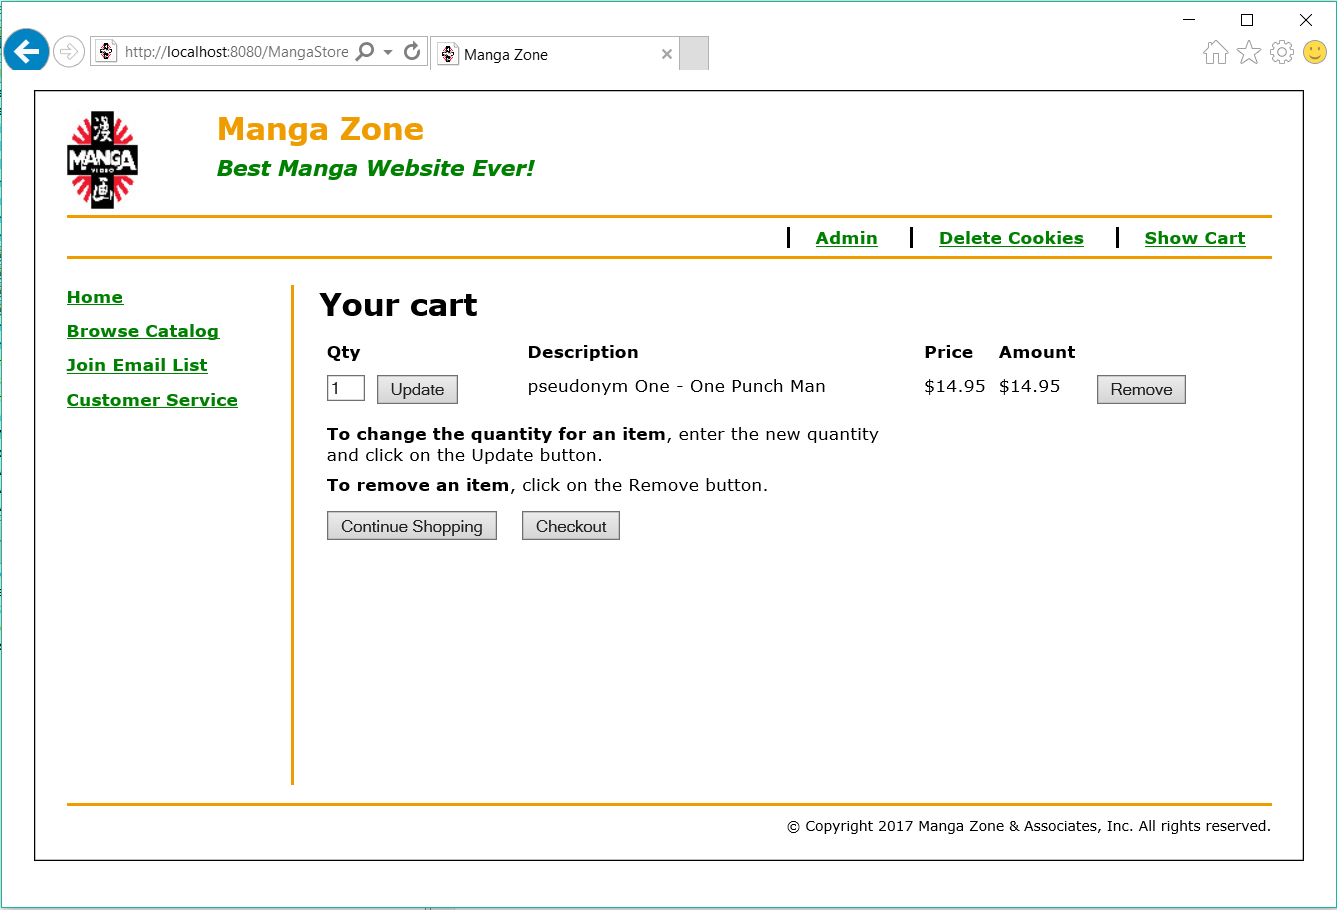 http://localhost:8080/MangaStore
Manga Zone
漫
MANGA
VIDEO
画
Manga Zone
Best Manga Website Ever!
Admin
Delete Cookies
Show Cart
Home
Browse Catalog
Join Email List
Customer Service
Your cart
Qty Description Price Amount
1 Update pseudonym One - One Punch Man $14.95 $14.95 Remove
To change the quantity for an item, enter the new quantity
and click on the Update button.
To remove an item, click on the Remove button.
Continue Shopping Checkout
© Copyright 2017 Manga Zone & Associates, Inc. All rights reserved.